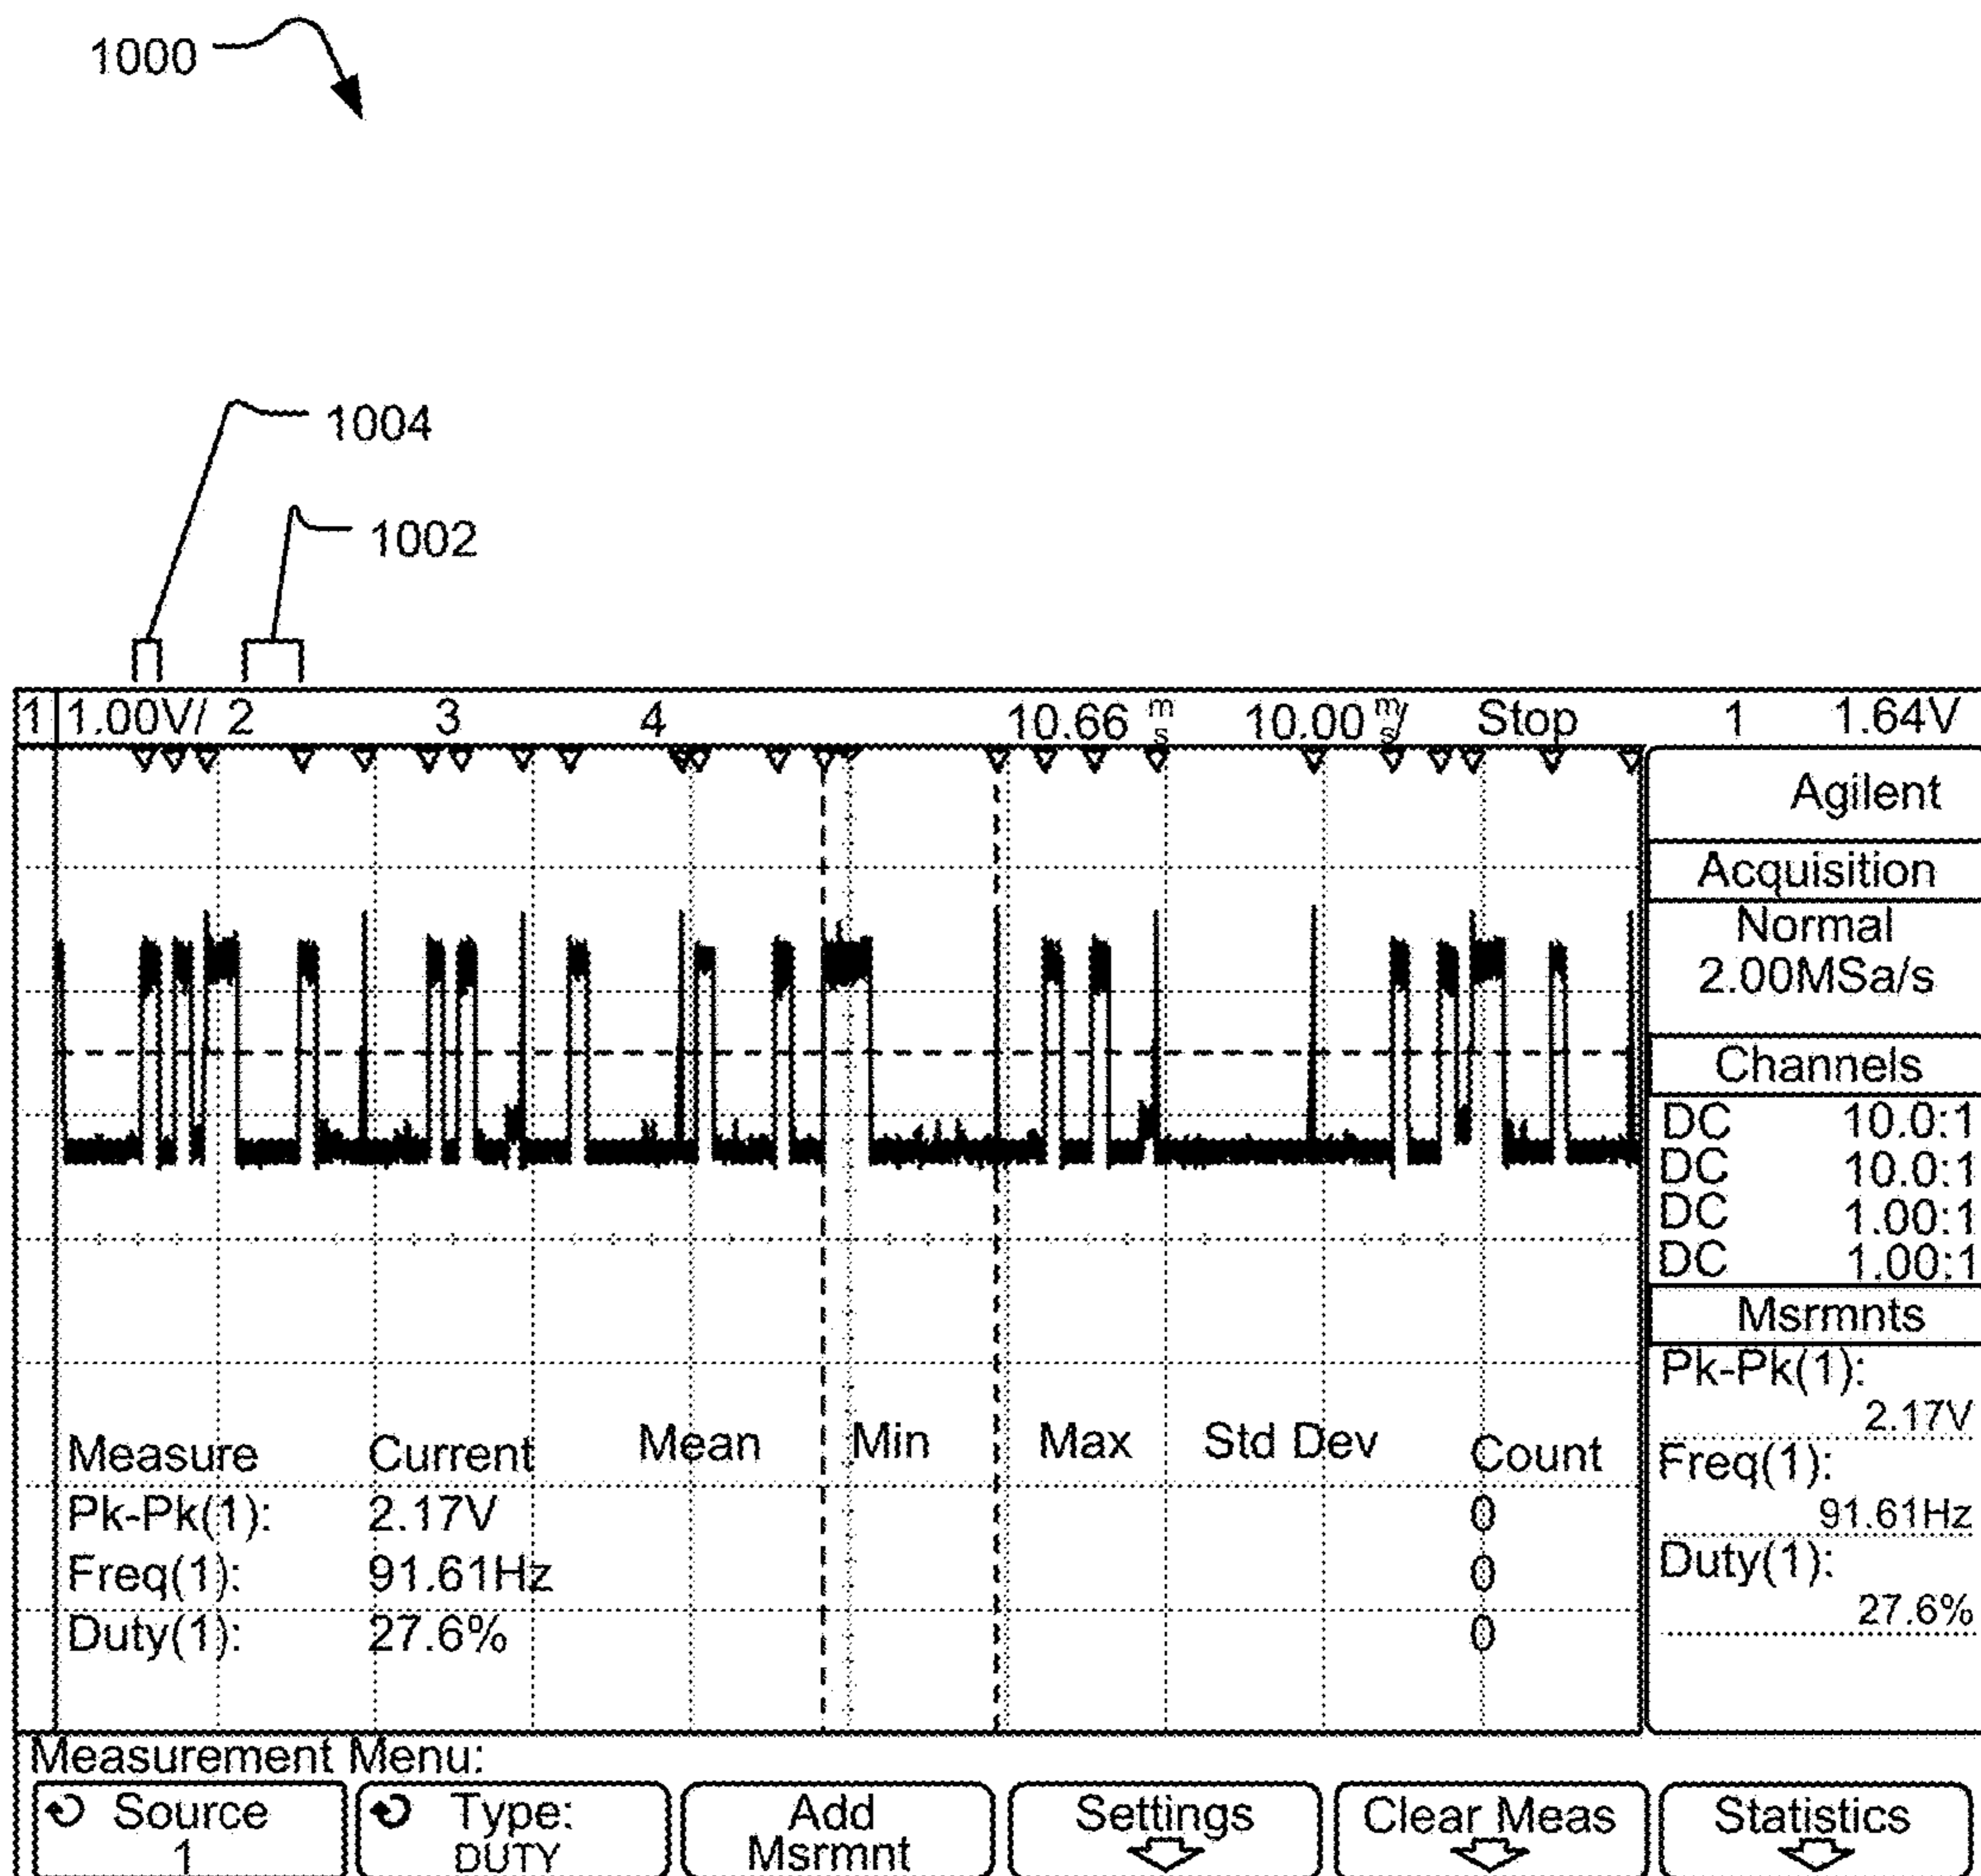 1000
1004
1002
1 1.00V/ 2 3 4 10.66 ms 10.00 ms/ Stop 1 1.64V
Agilent
Acquisition
Normal
2.00MSa/s
Channels
DC 10.0:1
DC 10.0:1
DC 1.00:1
DC 1.00:1
Msrmnts
Pk-Pk(1):
2.17V
Freq(1):
91.61Hz
Duty(1):
27.6%
Measure Current Mean Min Max Std Dev Count
Pk-Pk(1): 2.17V 0
Freq(1): 91.61Hz 0
Duty(1): 27.6% 0
Measurement Menu:
Source
1
Type:
DUTY
Add
Msrmnt
Settings
Clear Meas
Statistics